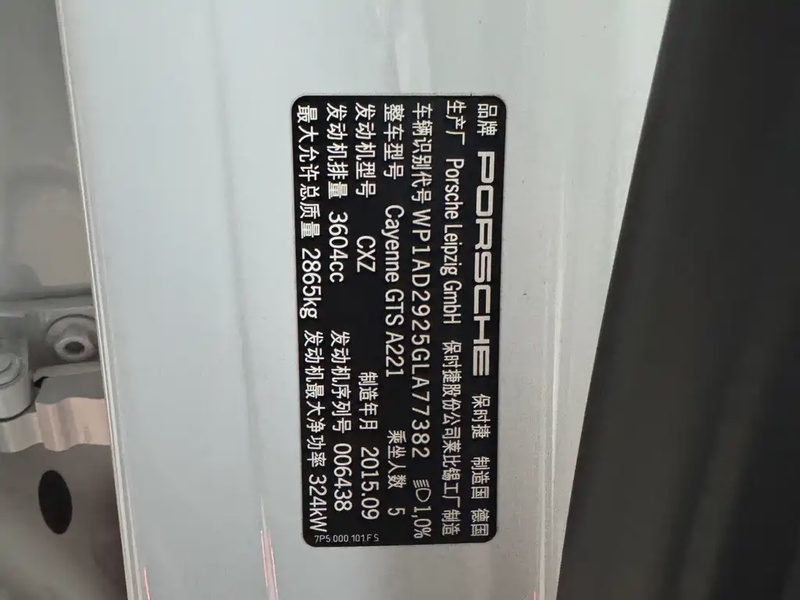 品牌 PORSCHE 保时捷 制造国 德国
生产厂 Porsche Leipzig GmbH 保时捷股份公司莱比锡工厂制造
车辆识别代号 WP1AD2925GLA77382 1,0%
整车型号 Cayenne GTS A221 乘坐人数 5
发动机型号 CXZ 制造年月 2015.09
发动机排量 3604cc 发动机序列号 006438
最大允许总质量 2865kg 发动机最大净功率 324kW
7P5.000.101.F S